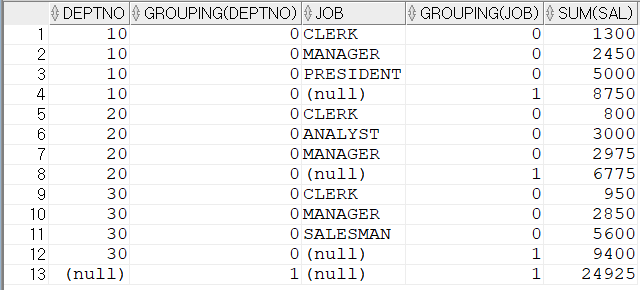 DEPTNO GROUPING(DEPTNO) JOB GROUPING(JOB) SUM(SAL)
1 10 0 CLERK 0 1300
2 10 0 MANAGER 0 2450
3 10 0 PRESIDENT 0 5000
4 10 0 (null) 1 8750
5 20 0 CLERK 0 800
6 20 0 ANALYST 0 3000
7 20 0 MANAGER 0 2975
8 20 0 (null) 1 6775
9 30 0 CLERK 0 950
10 30 0 MANAGER 0 2850
11 30 0 SALESMAN 0 5600
12 30 0 (null) 1 9400
13 (null) 1 (null) 1 24925